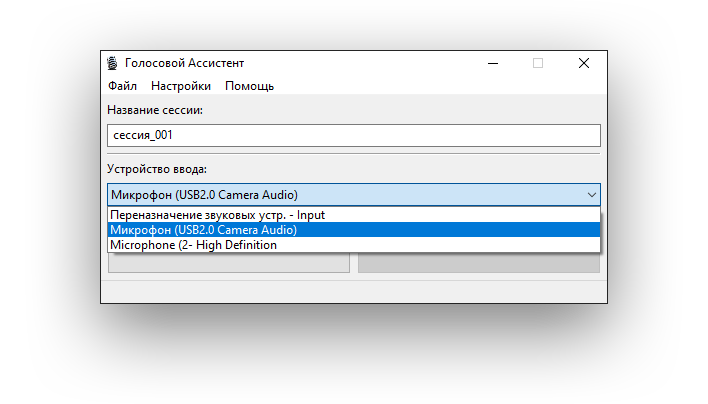 Голосовой Ассистент
Файл Настройки Помощь
Название сессии:
сессия_001
Устройство ввода:
Микрофон (USB2.0 Camera Audio)
Переназначение звуковых устр. - Input
Микрофон (USB2.0 Camera Audio)
Microphone (2- High Definition